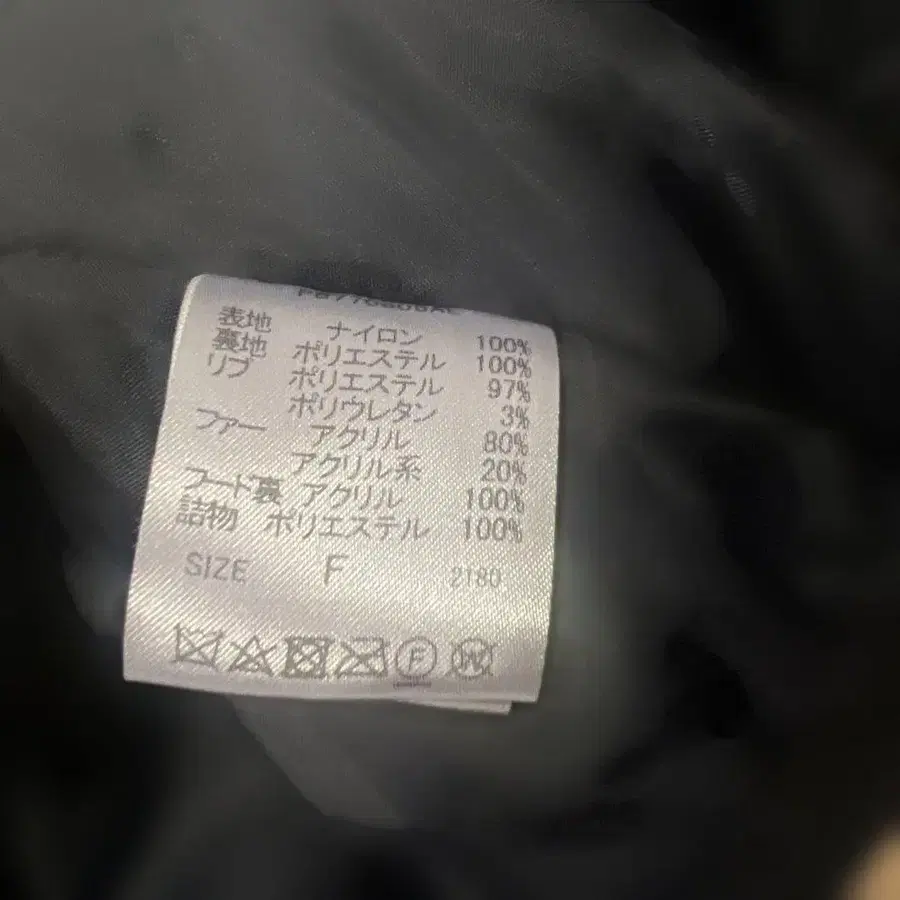 表地 ナイロン 100%
裏地 ポリエステル 100%
リブ ポリエステル 97%
ポリウレタン 3%
ファー アクリル 80%
アクリル系 20%
フード裏 アクリル 100%
詰物 ポリエステル 100%
SIZE F 2180
F W